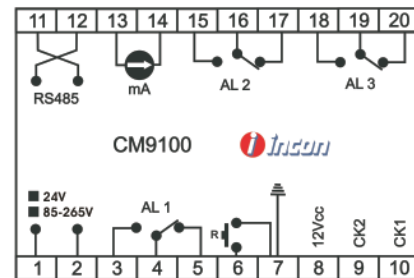 11 12 13 14 15 16 17 18 19 20
RS485
mA
AL 2
AL 3
CM9100
i incon
24V
85-265V
AL 1
R
12Vcc
CK2
CK1
1 2 3 4 5 6 7 8 9 10